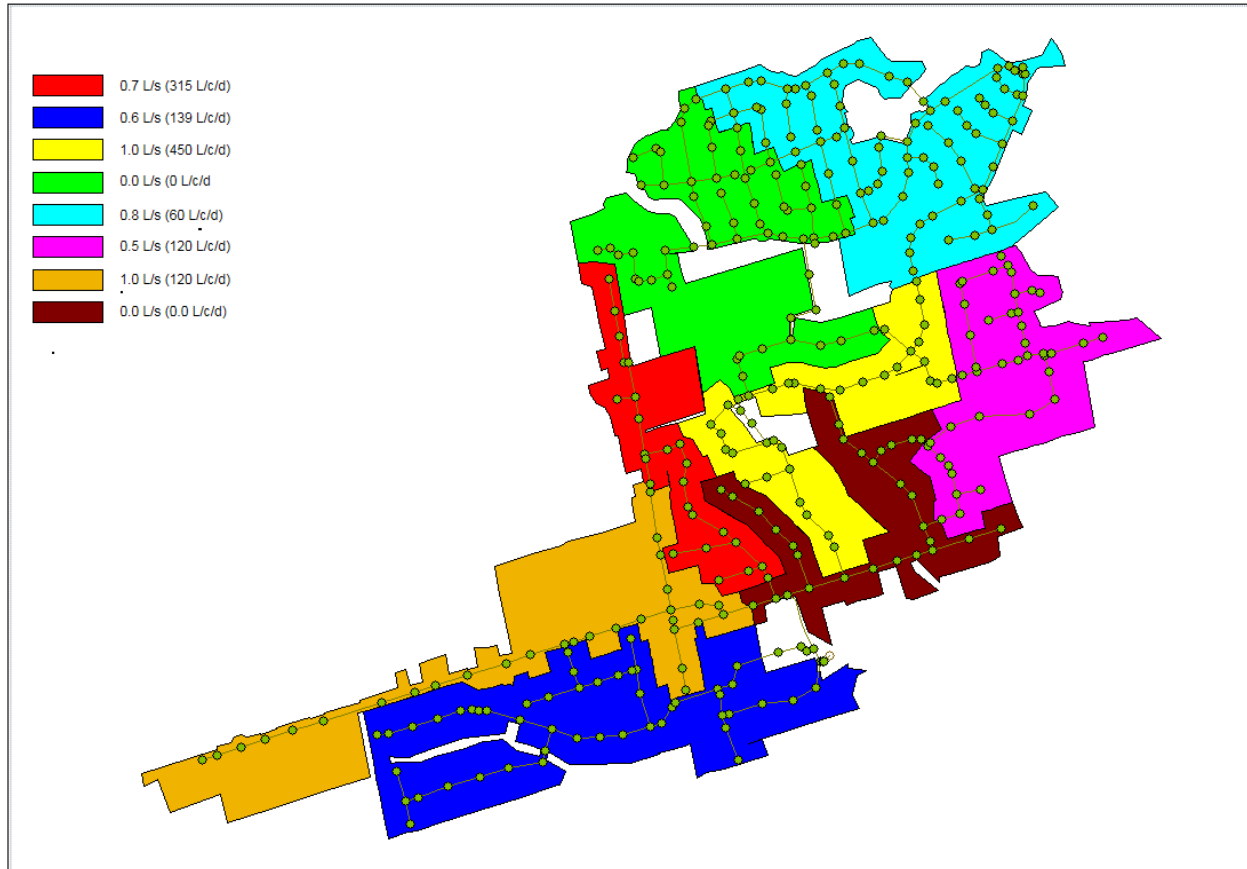 0.7 L/s (315 L/c/d)
0.6 L/s (139 L/c/d)
1.0 L/s (450 L/c/d)
0.0 L/s (0 L/c/d
0.8 L/s (60 L/c/d)
0.5 L/s (120 L/c/d)
1.0 L/s (120 L/c/d)
0.0 L/s (0.0 L/c/d)